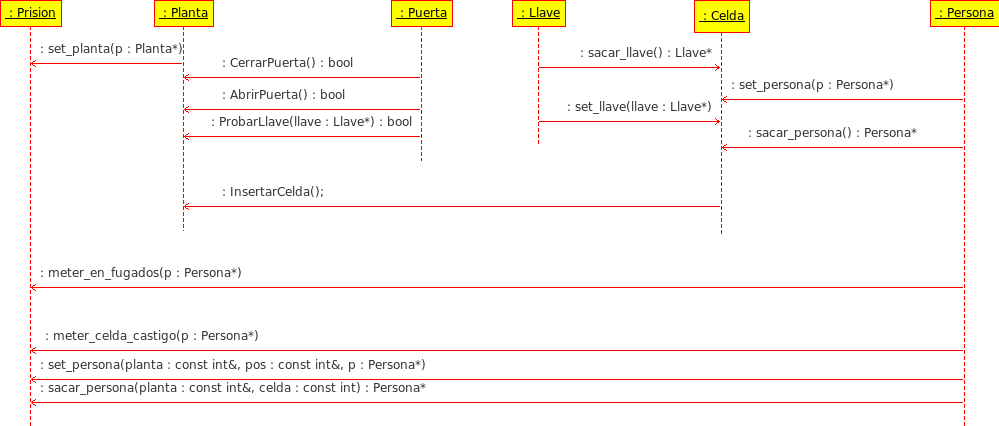 : Prision
: Planta
: Puerta
: Llave
: Celda
: Persona
: set_planta(p : Planta*)
: sacar_llave() : Llave*
: CerrarPuerta() : bool
: set_persona(p : Persona*)
: AbrirPuerta() : bool
: set_llave(llave : Llave*)
: ProbarLlave(llave : Llave*) : bool
: sacar_persona() : Persona*
: InsertarCelda();
: meter_en_fugados(p : Persona*)
: meter_celda_castigo(p : Persona*)
: set_persona(planta : const int&, pos : const int&, p : Persona*)
: sacar_persona(planta : const int&, celda : const int) : Persona*